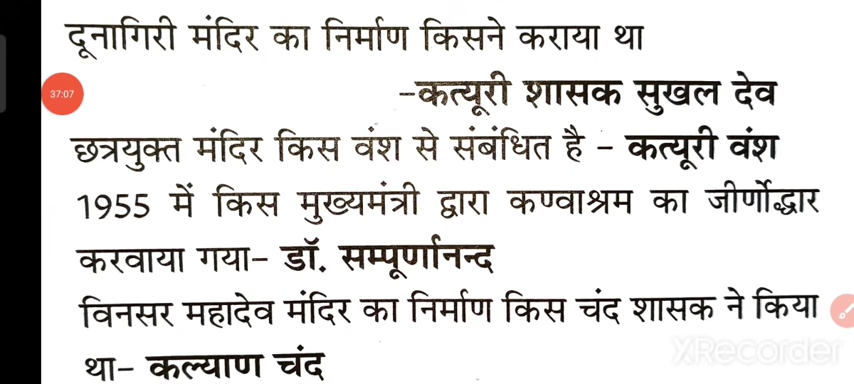 दूनागिरी मंदिर का निर्माण किसने कराया था
37:07
-कत्यूरी शासक सुखल देव
छत्रयुक्त मंदिर किस वंश से संबंधित है - कत्यूरी वंश
1955 में किस मुख्यमंत्री द्वारा कण्वाश्रम का जीर्णोद्धार
करवाया गया- डॉ. सम्पूर्णानन्द
विनसर महादेव मंदिर का निर्माण किस चंद शासक ने किया
था- कल्याण चंद
XRecorder